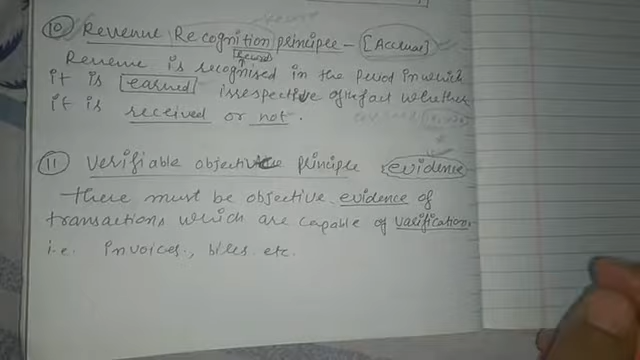 10 Revenue Recognition principle - [Accrual]
record
Revenue is recognised in the period in which
it is earned irrespective of the fact whether
it is received or not.
11 Verifiable objective principle (evidence)
There must be objective evidence of
transactions which are capable of varification.
i.e. invoices, bills etc.